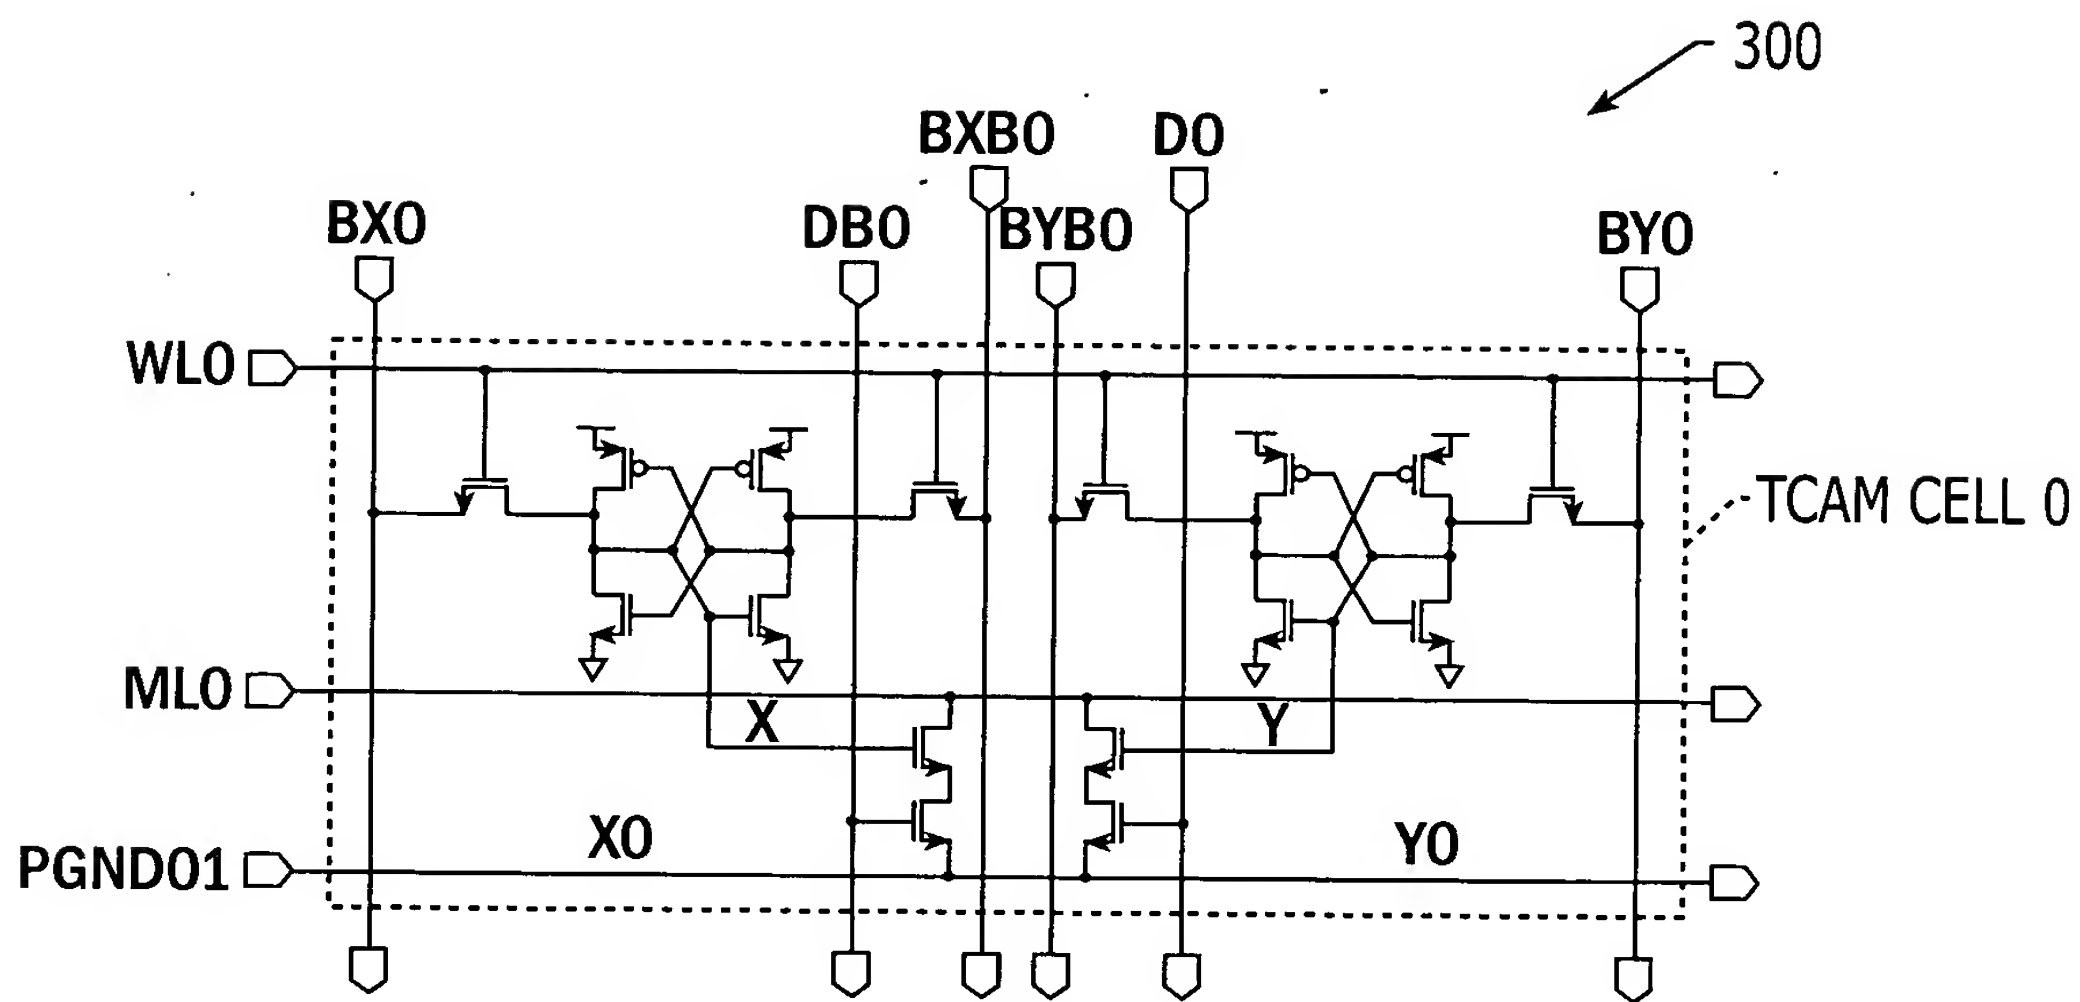 300
BXB0
D0
BX0
DB0
BYB0
BY0
WL0
TCAM CELL 0
ML0
X
Y
X0
Y0
PGND01